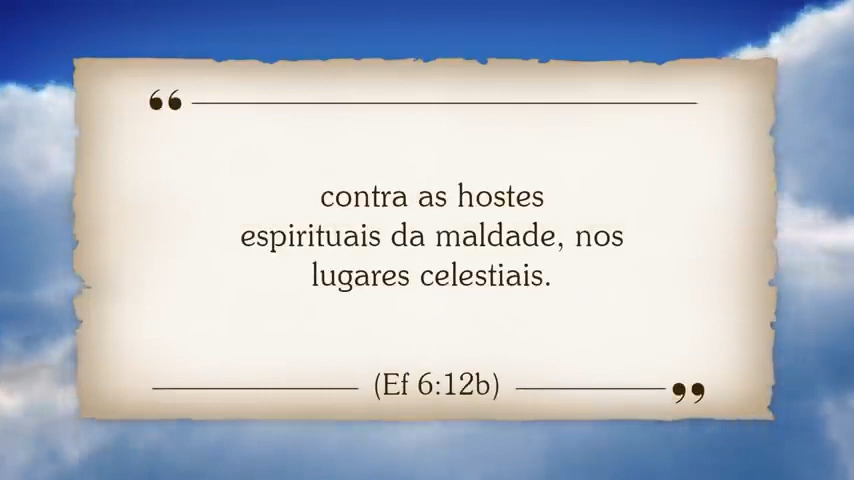 contra as hostes
espirituais da maldade, nos
lugares celestiais.
(Ef 6:12b)